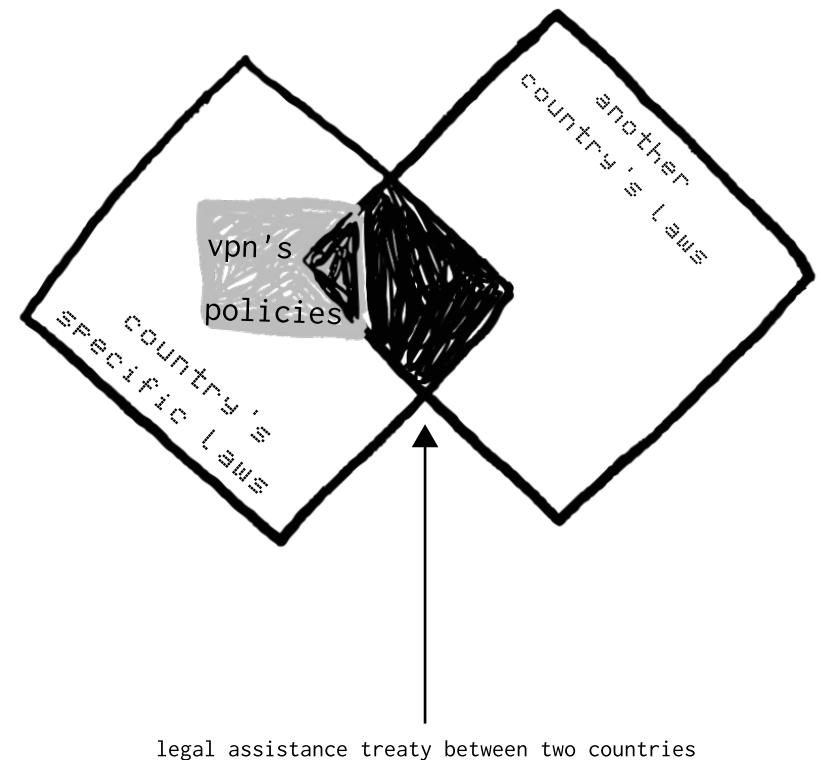 another
country's laws
vpn's
policies
country's
specific laws
legal assistance treaty between two countries